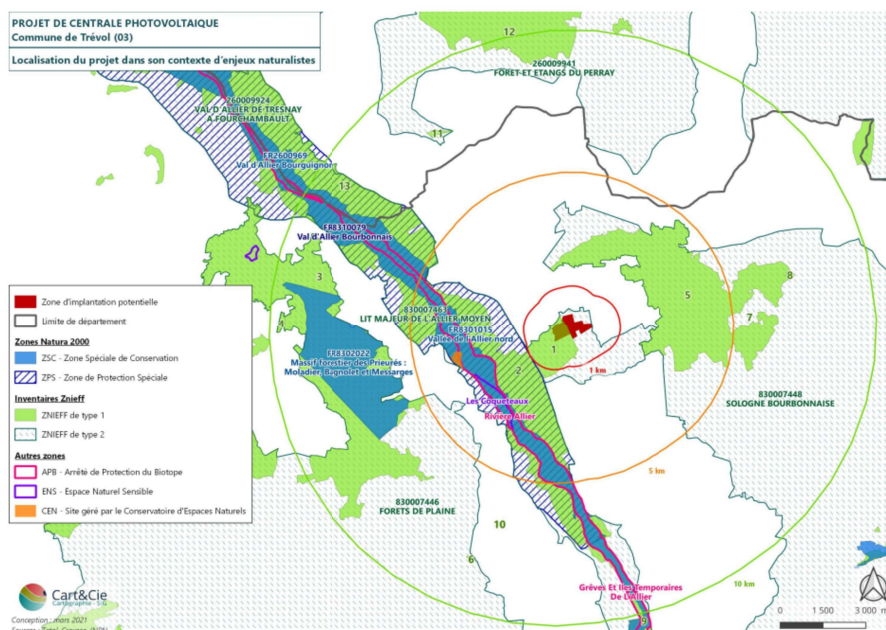 PROJET DE CENTRALE PHOTOVOLTAIQUE
Commune de Trévol (03)
Localisation du projet dans son contexte d'enjeux naturalistes
12
260009941
FORET ET ETANGS DU PERRAY
260009924
VAL D'ALLIER DE TRESNAY
A FOURCHAMBAULT
11
FR2600969
Val d'Allier Bourguignon
13
FR8310079
Val d'Allier Bourbonnais
3
4
5
8
7
830007463
LIT MAJEUR DE L'ALLIER MOYEN
FR8301015
Vallée de l'Allier nord
FR8302022
Massif forestier des Prieurés :
Moladier, Bagnolet et Messarges
1
2
1 km
Les Coqueteaux
Rivière Allier
830007448
SOLOGNE BOURBONNAISE
5 km
830007446
FORETS DE PLAINE
10
6
10 km
Grèves Et Iles Temporaires
De L'Allier
9
Zone d'implantation potentielle
Limite de département
Zones Natura 2000
ZSC - Zone Spéciale de Conservation
ZPS - Zone de Protection Spéciale
Inventaires Znieff
ZNIEFF de type 1
ZNIEFF de type 2
Autres zones
APB - Arrêté de Protection du Biotope
ENS - Espace Naturel Sensible
CEN - Site géré par le Conservatoire d'Espaces Naturels
Cart&Cie
Cartographie - SIG
Conception : mars 2021
0 1 500 3 000 m